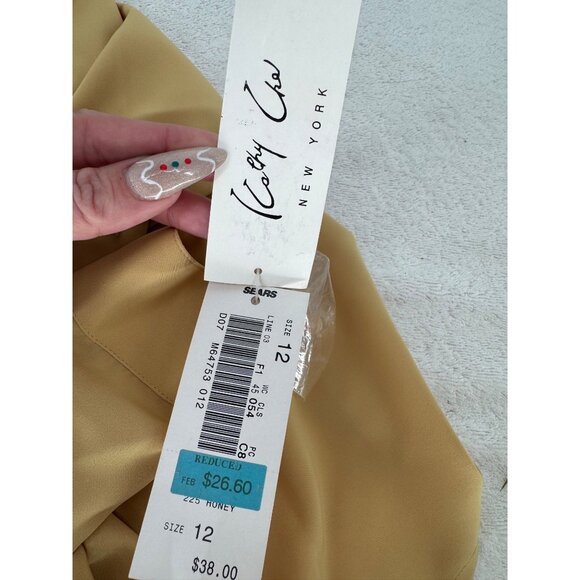 Kathy Che
NEW YORK
SEARS
SIZE 12
LINE 03
D07 M64753 012
F1
WC 45
CLS 054
PC C8
REDUCED
FEB $26.60
225 HONEY
SIZE 12
$38.00